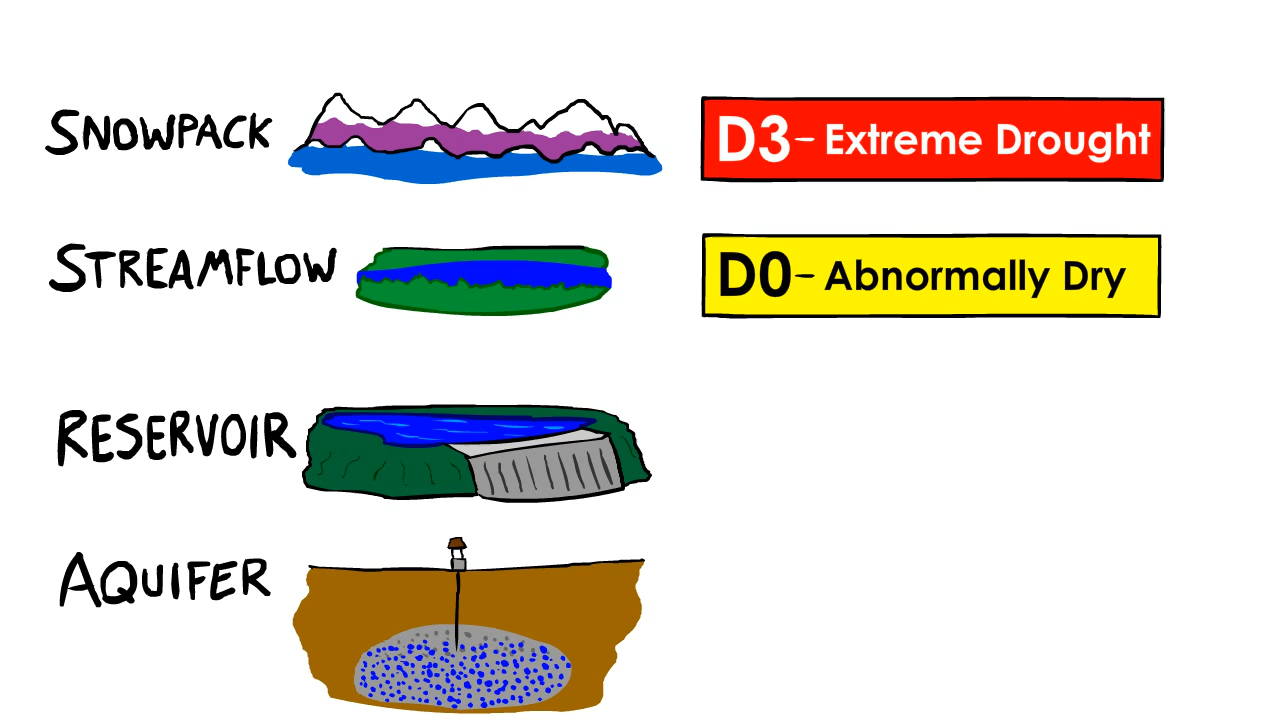 SNOWPACK
D3 – Extreme Drought
STREAMFLOW
D0 – Abnormally Dry
RESERVOIR
AQUIFER